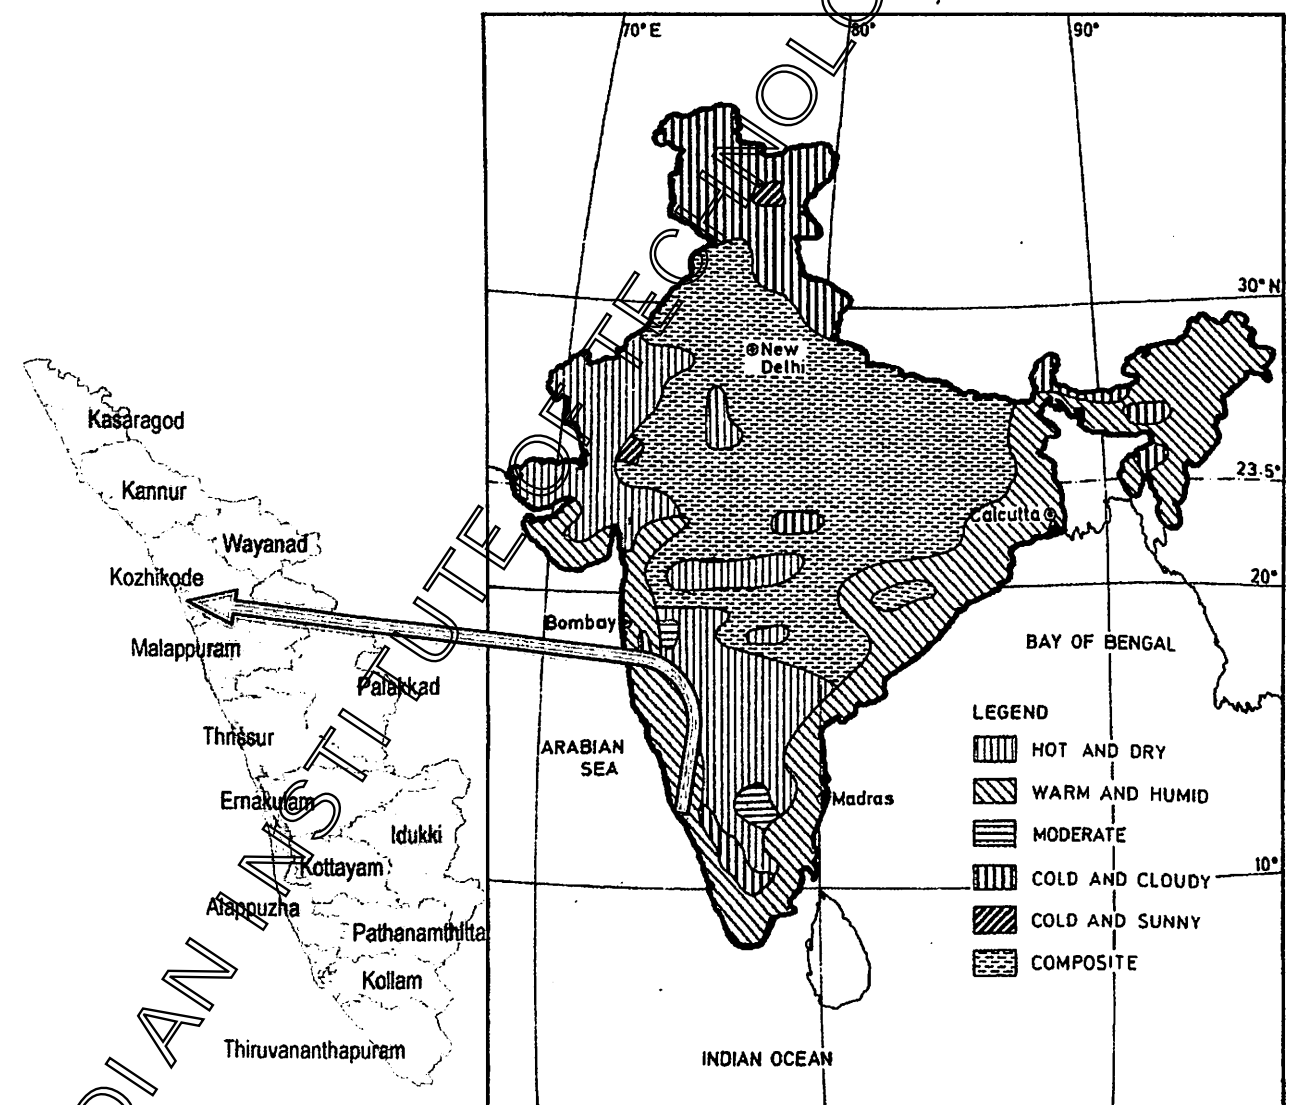 70° E
80°
90°
30° N
New
Delhi
23.5°
Calcutta
20°
Bombay
BAY OF BENGAL
ARABIAN
SEA
Madras
LEGEND
HOT AND DRY
WARM AND HUMID
MODERATE
COLD AND CLOUDY
COLD AND SUNNY
COMPOSITE
10°
INDIAN OCEAN
Kasaragod
Kannur
Wayanad
Kozhikode
Malappuram
Palakkad
Thrissur
Ernakulam
Idukki
Kottayam
Alappuzha
Pathanamthitta
Kollam
Thiruvananthapuram